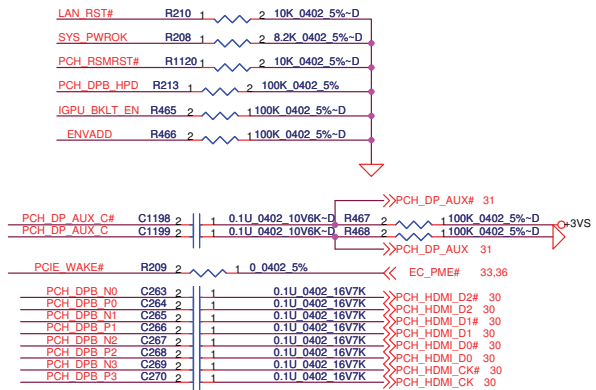 LAN_RST# R210 1 2 10K_0402_5%~D
SYS_PWROK R208 1 2 8.2K_0402_5%~D
PCH_RSMRST# R1120 1 2 10K_0402_5%~D
PCH_DPB_HPD R213 1 2 100K_0402_5%
IGPU_BKLT_EN R465 2 1 100K_0402_5%~D
ENVADD R466 2 1 100K_0402_5%~D
PCH_DP_AUX# 31
PCH_DP_AUX_C# C1198 2 1 0.1U_0402_10V6K~D R467 2 1 100K_0402_5%~D +3VS
PCH_DP_AUX_C C1199 2 1 0.1U_0402_10V6K~D R468 2 1 100K_0402_5%~D
PCH_DP_AUX 31
PCIE_WAKE# R209 2 1 0_0402_5% EC_PME# 33,36
PCH_DPB_N0 C263 2 1 0.1U_0402_16V7K PCH_HDMI_D2# 30
PCH_DPB_P0 C264 2 1 0.1U_0402_16V7K PCH_HDMI_D2 30
PCH_DPB_N1 C265 2 1 0.1U_0402_16V7K PCH_HDMI_D1# 30
PCH_DPB_P1 C266 2 1 0.1U_0402_16V7K PCH_HDMI_D1 30
PCH_DPB_N2 C267 2 1 0.1U_0402_16V7K PCH_HDMI_D0# 30
PCH_DPB_P2 C268 2 1 0.1U_0402_16V7K PCH_HDMI_D0 30
PCH_DPB_N3 C269 2 1 0.1U_0402_16V7K PCH_HDMI_CK# 30
PCH_DPB_P3 C270 2 1 0.1U_0402_16V7K PCH_HDMI_CK 30